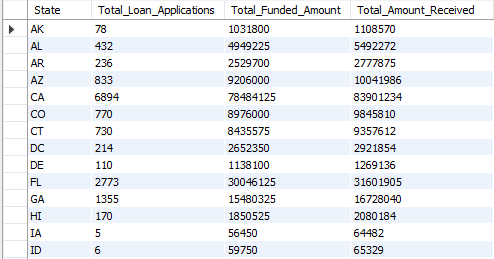 State Total_Loan_Applications Total_Funded_Amount Total_Amount_Received
AK 78 1031800 1108570
AL 432 4949225 5492272
AR 236 2529700 2777875
AZ 833 9206000 10041986
CA 6894 78484125 83901234
CO 770 8976000 9845810
CT 730 8435575 9357612
DC 214 2652350 2921854
DE 110 1138100 1269136
FL 2773 30046125 31601905
GA 1355 15480325 16728040
HI 170 1850525 2080184
IA 5 56450 64482
ID 6 59750 65329